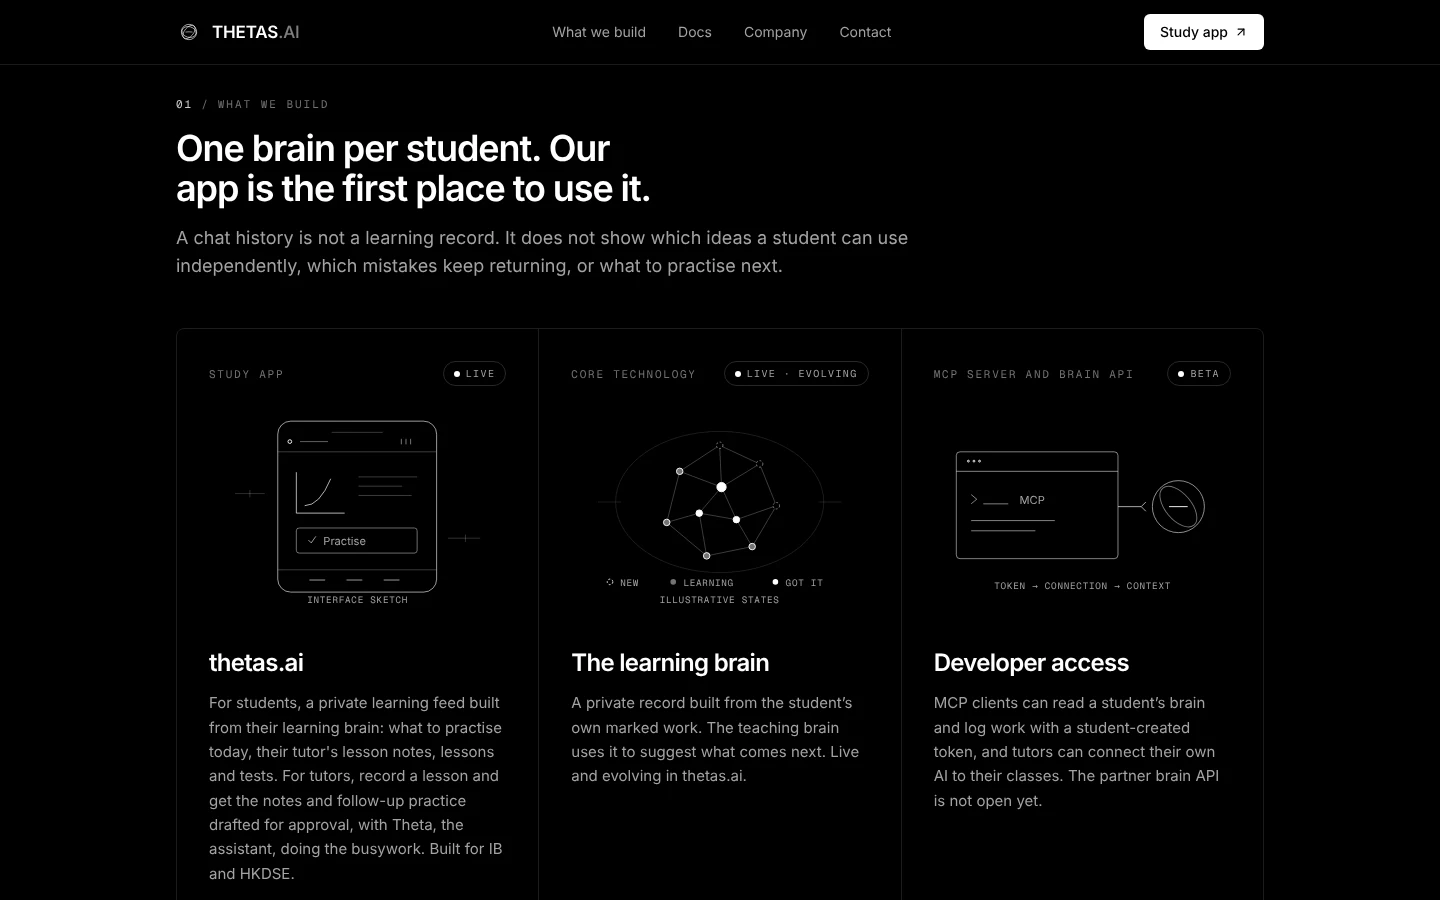 THETAS.AI
What we build
Docs
Company
Contact
Study app
01 / WHAT WE BUILD
One brain per student. Our
app is the first place to use it.
A chat history is not a learning record. It does not show which ideas a student can use
independently, which mistakes keep returning, or what to practise next.
STUDY APP
LIVE
Practise
INTERFACE SKETCH
thetas.ai
For students, a private learning feed built
from their learning brain: what to practise
today, their tutor's lesson notes, lessons
and tests. For tutors, record a lesson and
get the notes and follow-up practice
drafted for approval, with Theta, the
assistant, doing the busywork. Built for IB
and HKDSE.
CORE TECHNOLOGY
LIVE · EVOLVING
NEW
LEARNING
GOT IT
ILLUSTRATIVE STATES
The learning brain
A private record built from the student’s
own marked work. The teaching brain
uses it to suggest what comes next. Live
and evolving in thetas.ai.
MCP SERVER AND BRAIN API
BETA
MCP
TOKEN → CONNECTION → CONTEXT
Developer access
MCP clients can read a student’s brain
and log work with a student-created
token, and tutors can connect their own
AI to their classes. The partner brain API
is not open yet.